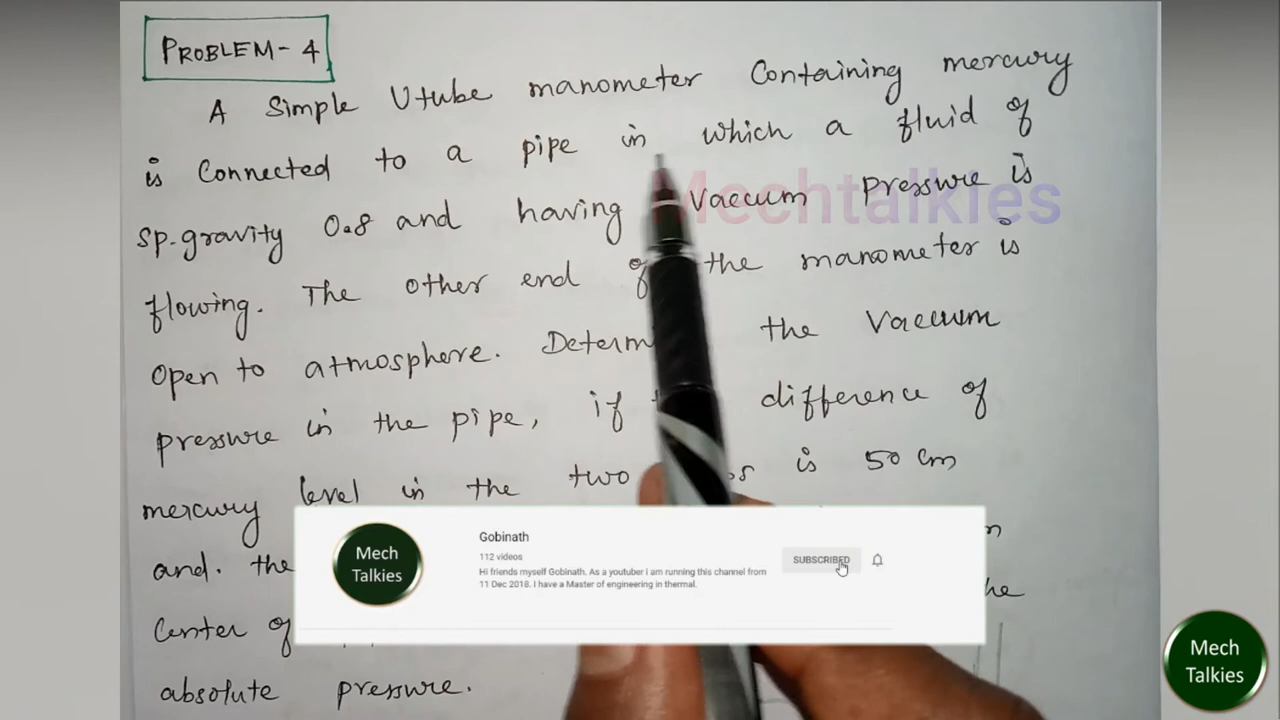 PROBLEM- 4
A Simple Utube manometer Containing mercury
is Connected to a pipe in which a fluid of
Mechtalkies
Sp.gravity 0.8 and having Vaccum pressure is
flowing. The other end of the manometer is
Open to atmosphere. Determ the Vaccum
pressure in the pipe, if difference of
mercury level in the two is 50 cm
and. the
Center of the
absolute pressure.
Mech Talkies
Gobinath
112 videos
Hi friends myself Gobinath. As a youtuber i am running this channel from
11 Dec 2018. I have a Master of engineering in thermal.
SUBSCRIBED
Mech
Talkies